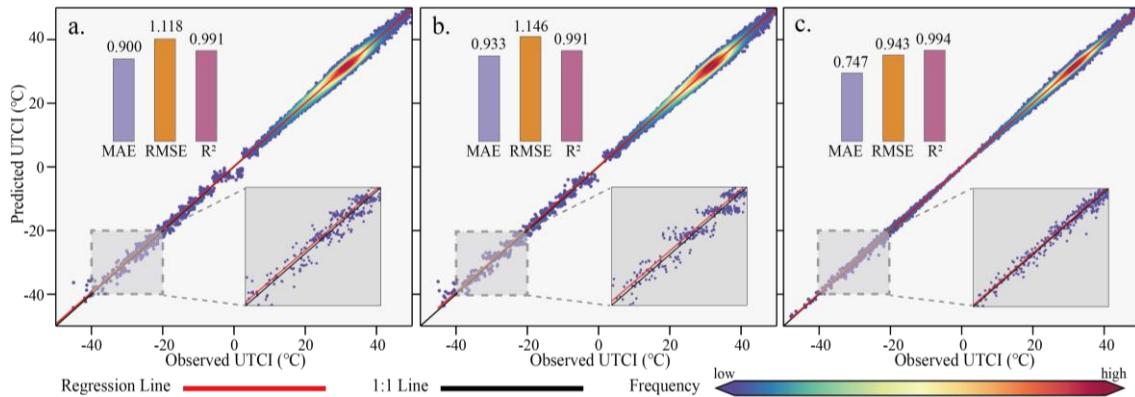 a.
0.900
1.118
0.991
MAE RMSE R²
b.
0.933
1.146
0.991
MAE RMSE R²
c.
0.747
0.943
0.994
MAE RMSE R²
Predicted UTCI (℃)
40
20
0
-20
-40
-40 -20 0 20 40
-40 -20 0 20 40
-40 -20 0 20 40
Observed UTCI (℃)
Observed UTCI (℃)
Observed UTCI (℃)
Regression Line
1:1 Line
Frequency
low
high